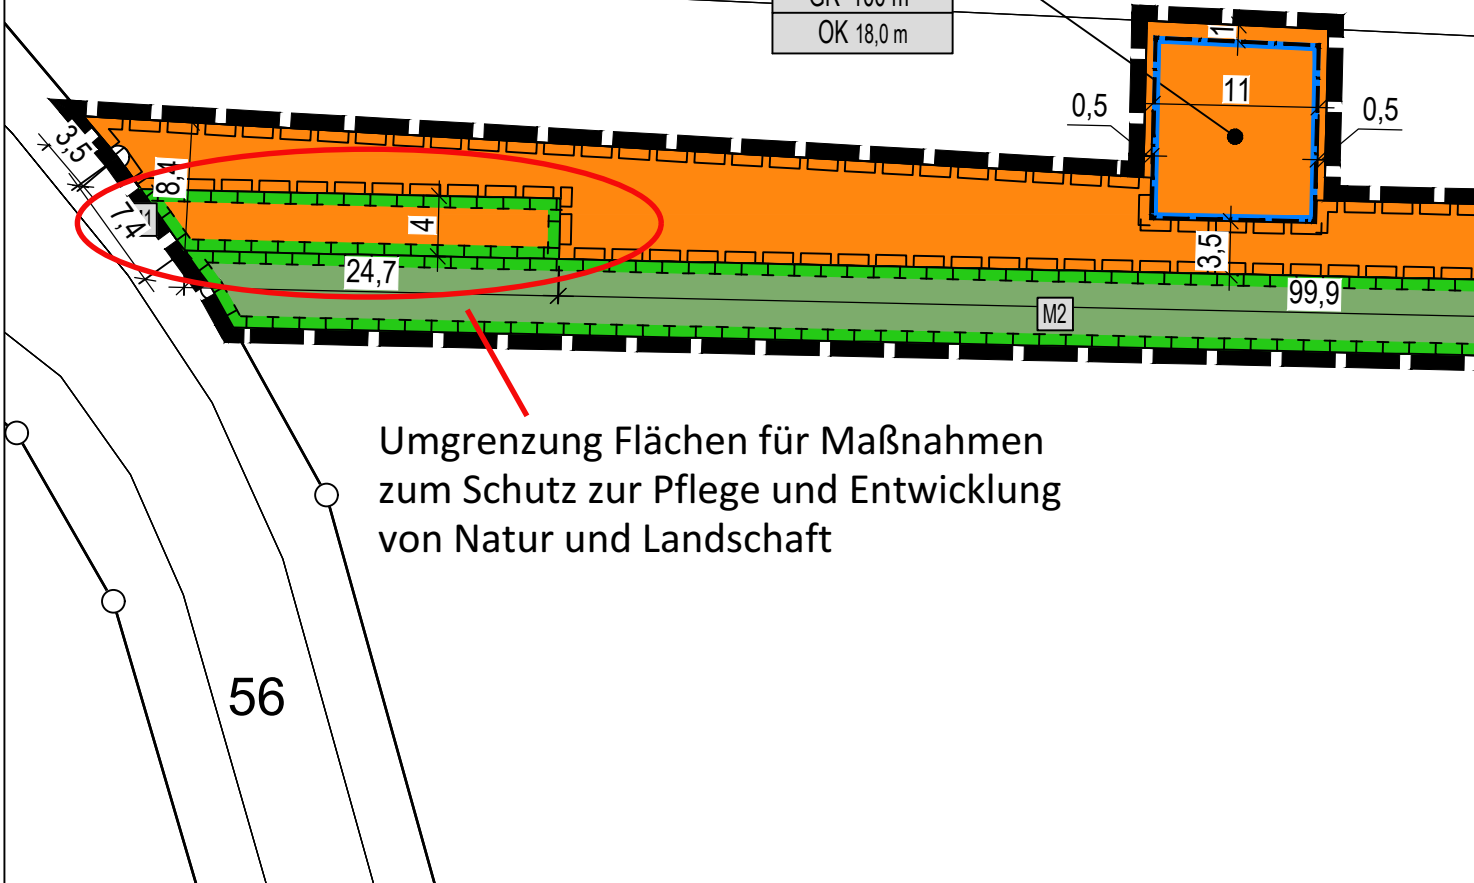 OK 18,0 m
1
11
0,5
0,5
3,5
8,4
7,4
4
24,7
3,5
99,9
M2
Umgrenzung Flächen für Maßnahmen
zum Schutz zur Pflege und Entwicklung
von Natur und Landschaft
56